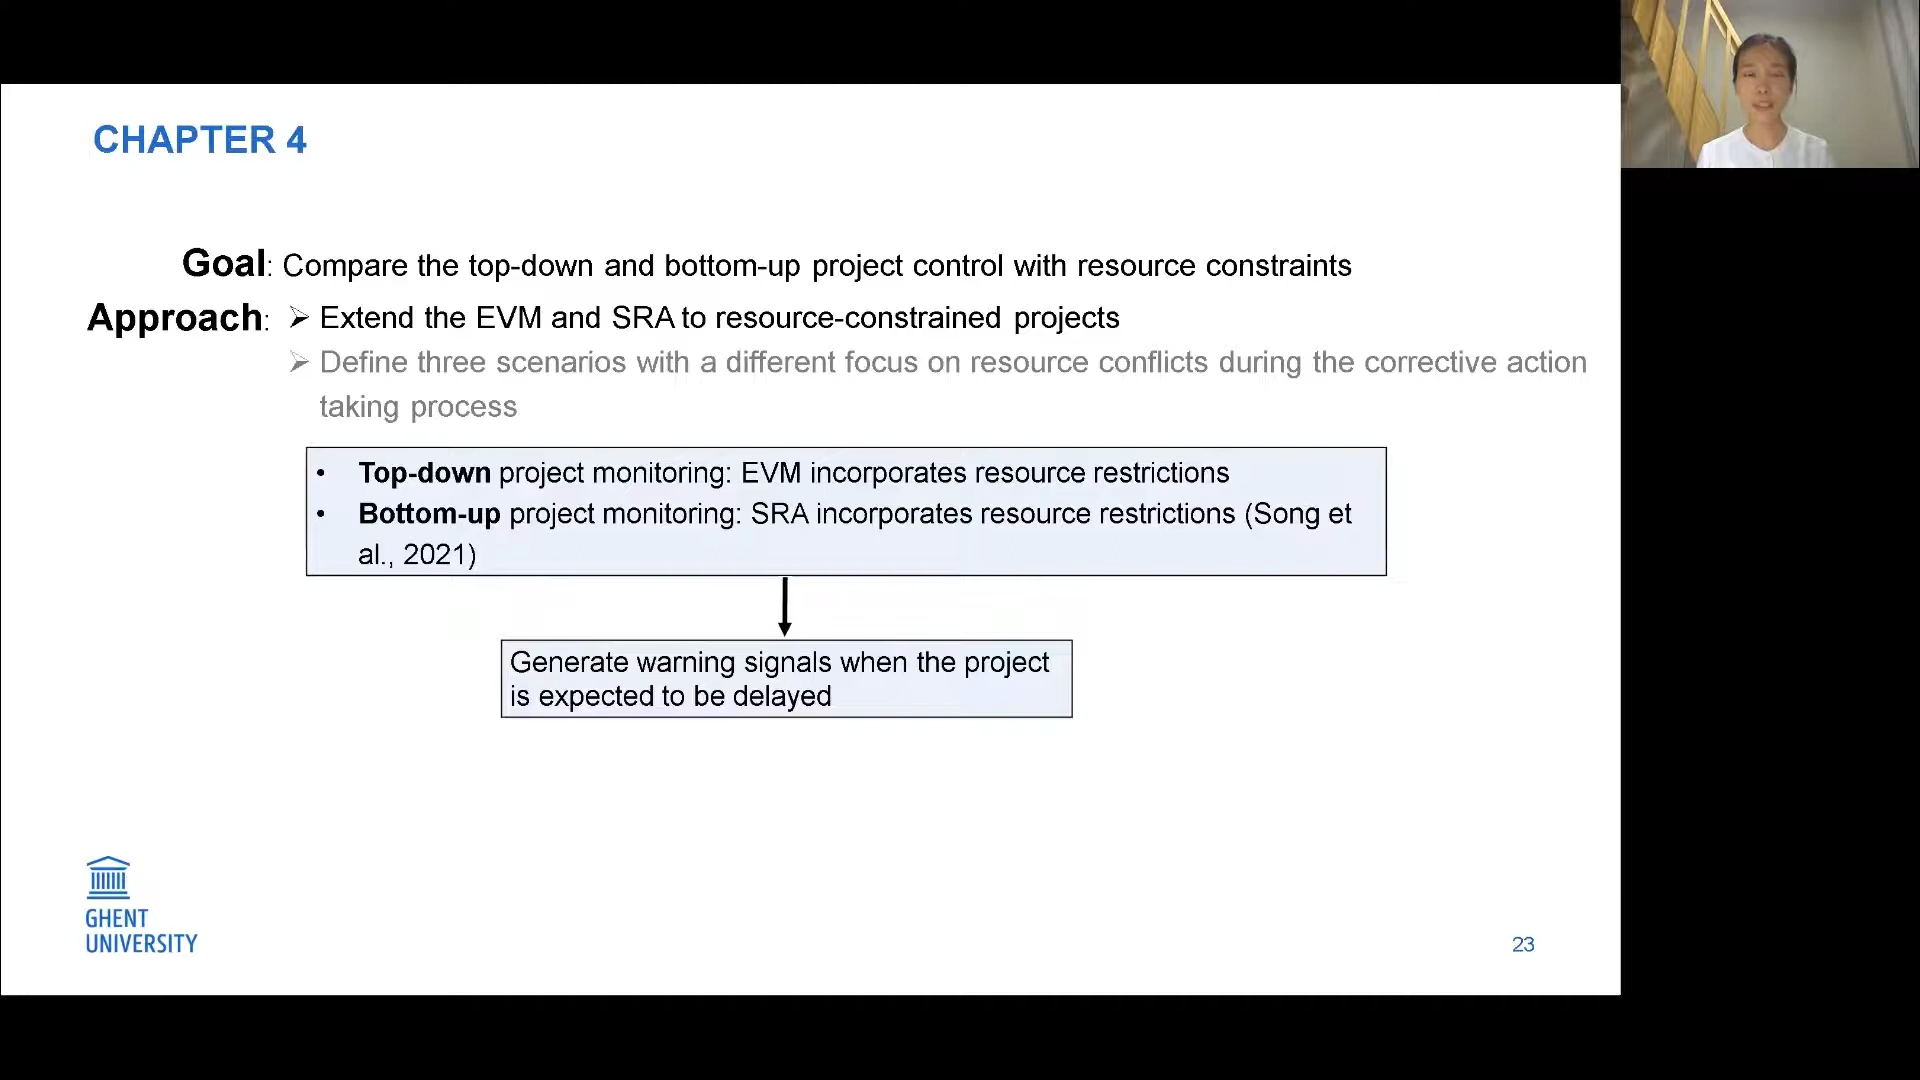 CHAPTER 4
Goal: Compare the top-down and bottom-up project control with resource constraints
Approach: ➢ Extend the EVM and SRA to resource-constrained projects
➢ Define three scenarios with a different focus on resource conflicts during the corrective action
taking process
• Top-down project monitoring: EVM incorporates resource restrictions
• Bottom-up project monitoring: SRA incorporates resource restrictions (Song et
al., 2021)
Generate warning signals when the project
is expected to be delayed
GHENT
UNIVERSITY
23